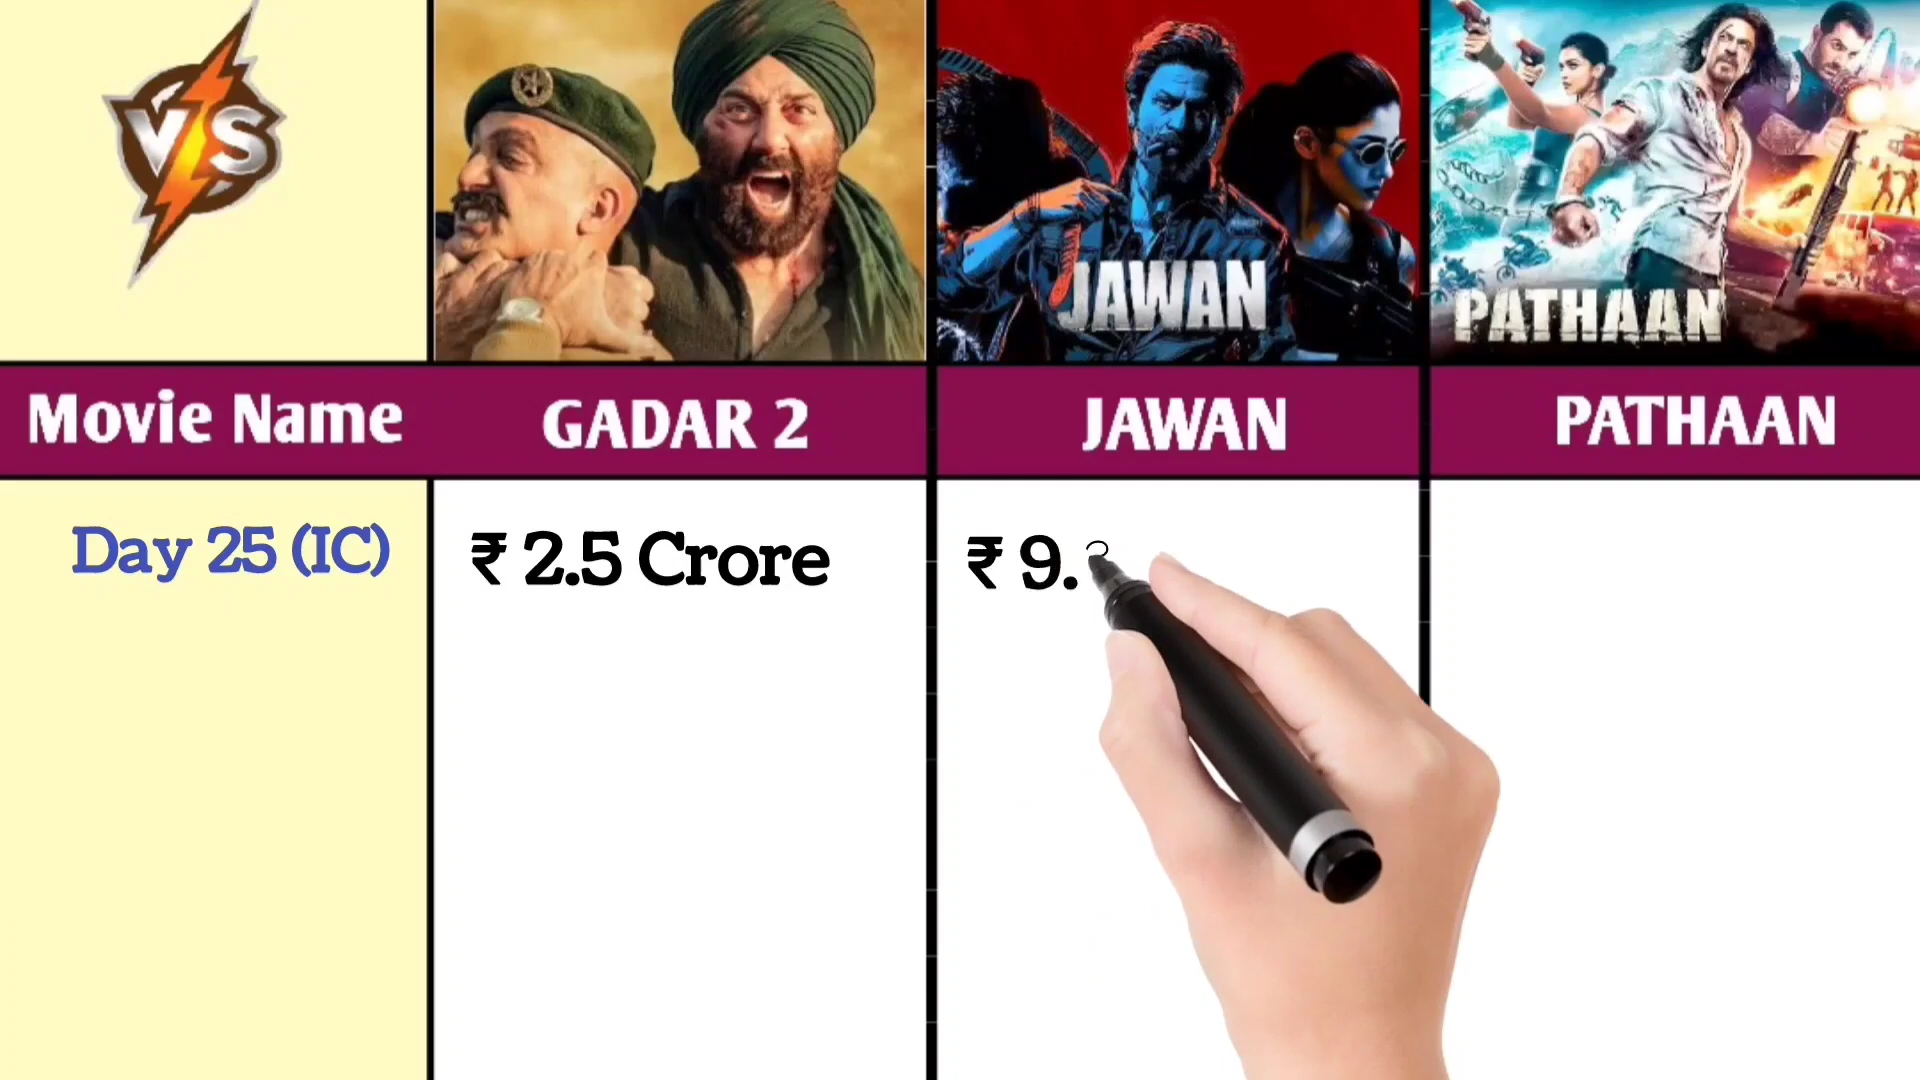 VS
JAWAN
PATHAAN
Movie Name
GADAR 2
JAWAN
PATHAAN
Day 25 (IC)
₹ 2.5 Crore
₹ 9.